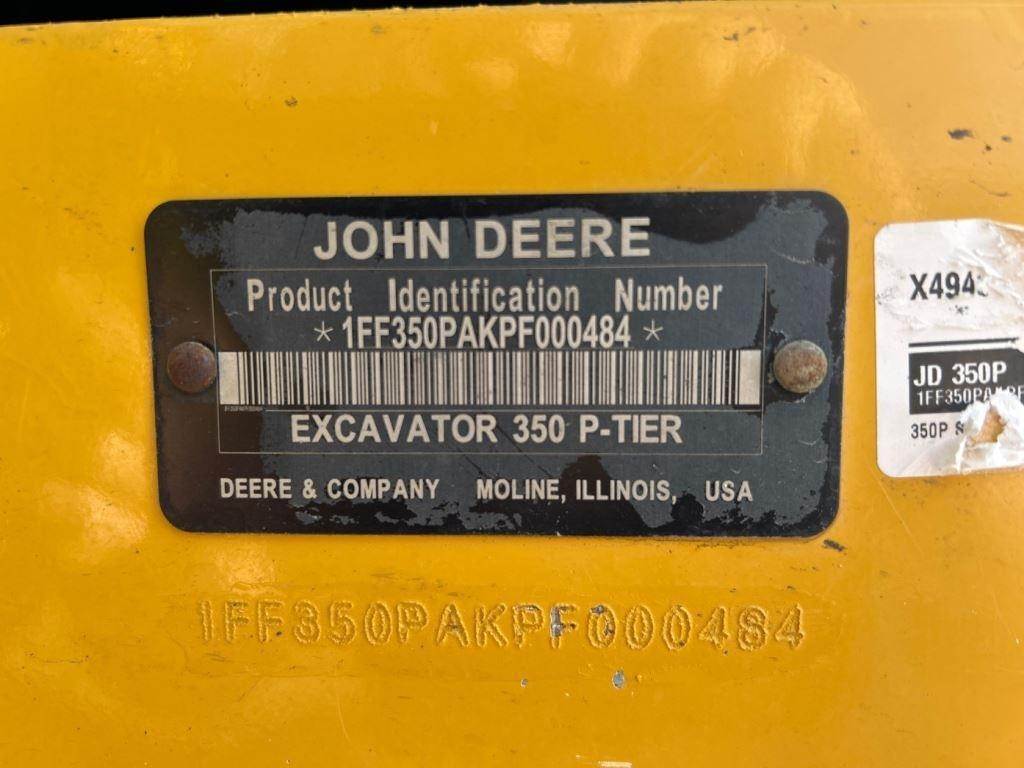 JOHN DEERE
Product Identification Number
* 1FF350PAKPF000484 *
EXCAVATOR 350 P-TIER
DEERE & COMPANY MOLINE, ILLINOIS, USA
1FF350PAKPF000484
JD 350P
350P